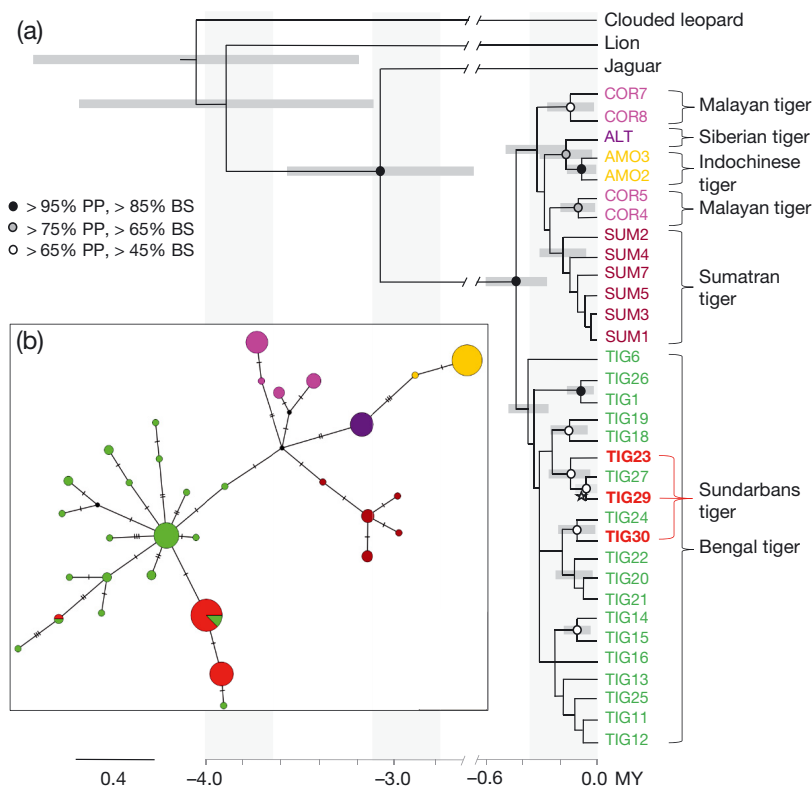 (a)
Clouded leopard
Lion
Jaguar
COR7
COR8
Malayan tiger
ALT
Siberian tiger
AMO3
AMO2
Indochinese
tiger
COR5
COR4
Malayan tiger
SUM2
SUM4
SUM7
SUM5
SUM3
SUM1
Sumatran
tiger
> 95% PP, > 85% BS
> 75% PP, > 65% BS
> 65% PP, > 45% BS
(b)
TIG6
TIG26
TIG1
TIG19
TIG18
TIG23
TIG27
TIG29
TIG24
TIG30
TIG22
TIG20
TIG21
TIG14
TIG15
TIG16
TIG13
TIG25
TIG11
TIG12
Sundarbans
tiger
Bengal tiger
0.4
−4.0
−3.0
−0.6
0.0 MY